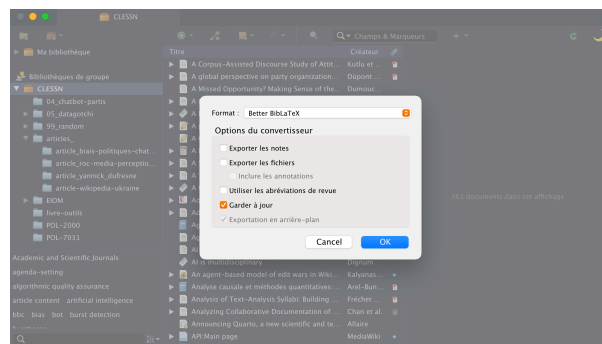 CLESSN
Champs & Marqueurs
Ma bibliothèque
Bibliothèques de groupe
CLESSN
04_chatbot-partis
05_datagotchi
99_random
articles_
article_biais-politiques-chat...
article_roc-media-perceptio...
article_yannick_dufresne
article-wikipedia-ukraine
EIOM
livre-outils
POL-2000
POL-7031
Academic and Scientific Journals
agenda-setting
algorithmic quality assurance
article content artificial intelligence
bbc bias bot burst detection
Titre Créateur
A Corpus-Assisted Discourse Study of Attit... Kutlu et ...
A global perspective on party organization... Düpont ...
A Missed Opportunity? Making Sense of the... Dumout...
Format : Better BibLaTeX
Options du convertisseur
Exporter les notes
Exporter les fichiers
Inclure les annotations
Utiliser les abréviations de revue
Garder à jour
Exportation en arrière-plan
Cancel OK
363 documents dans cet affichage
AI is multidisciplinary Dignum
An agent-based model of edit wars in Wiki... Kalyanas...
Analyse causale et méthodes quantitatives ... Arel-Bun...
Analysis of Text-Analysis Syllabi: Building ... Fréchet ...
Analyzing Collaborative Documentation of ... Chan et al.
Announcing Quarto, a new scientific and te... Allaire
API:Main page MediaWiki